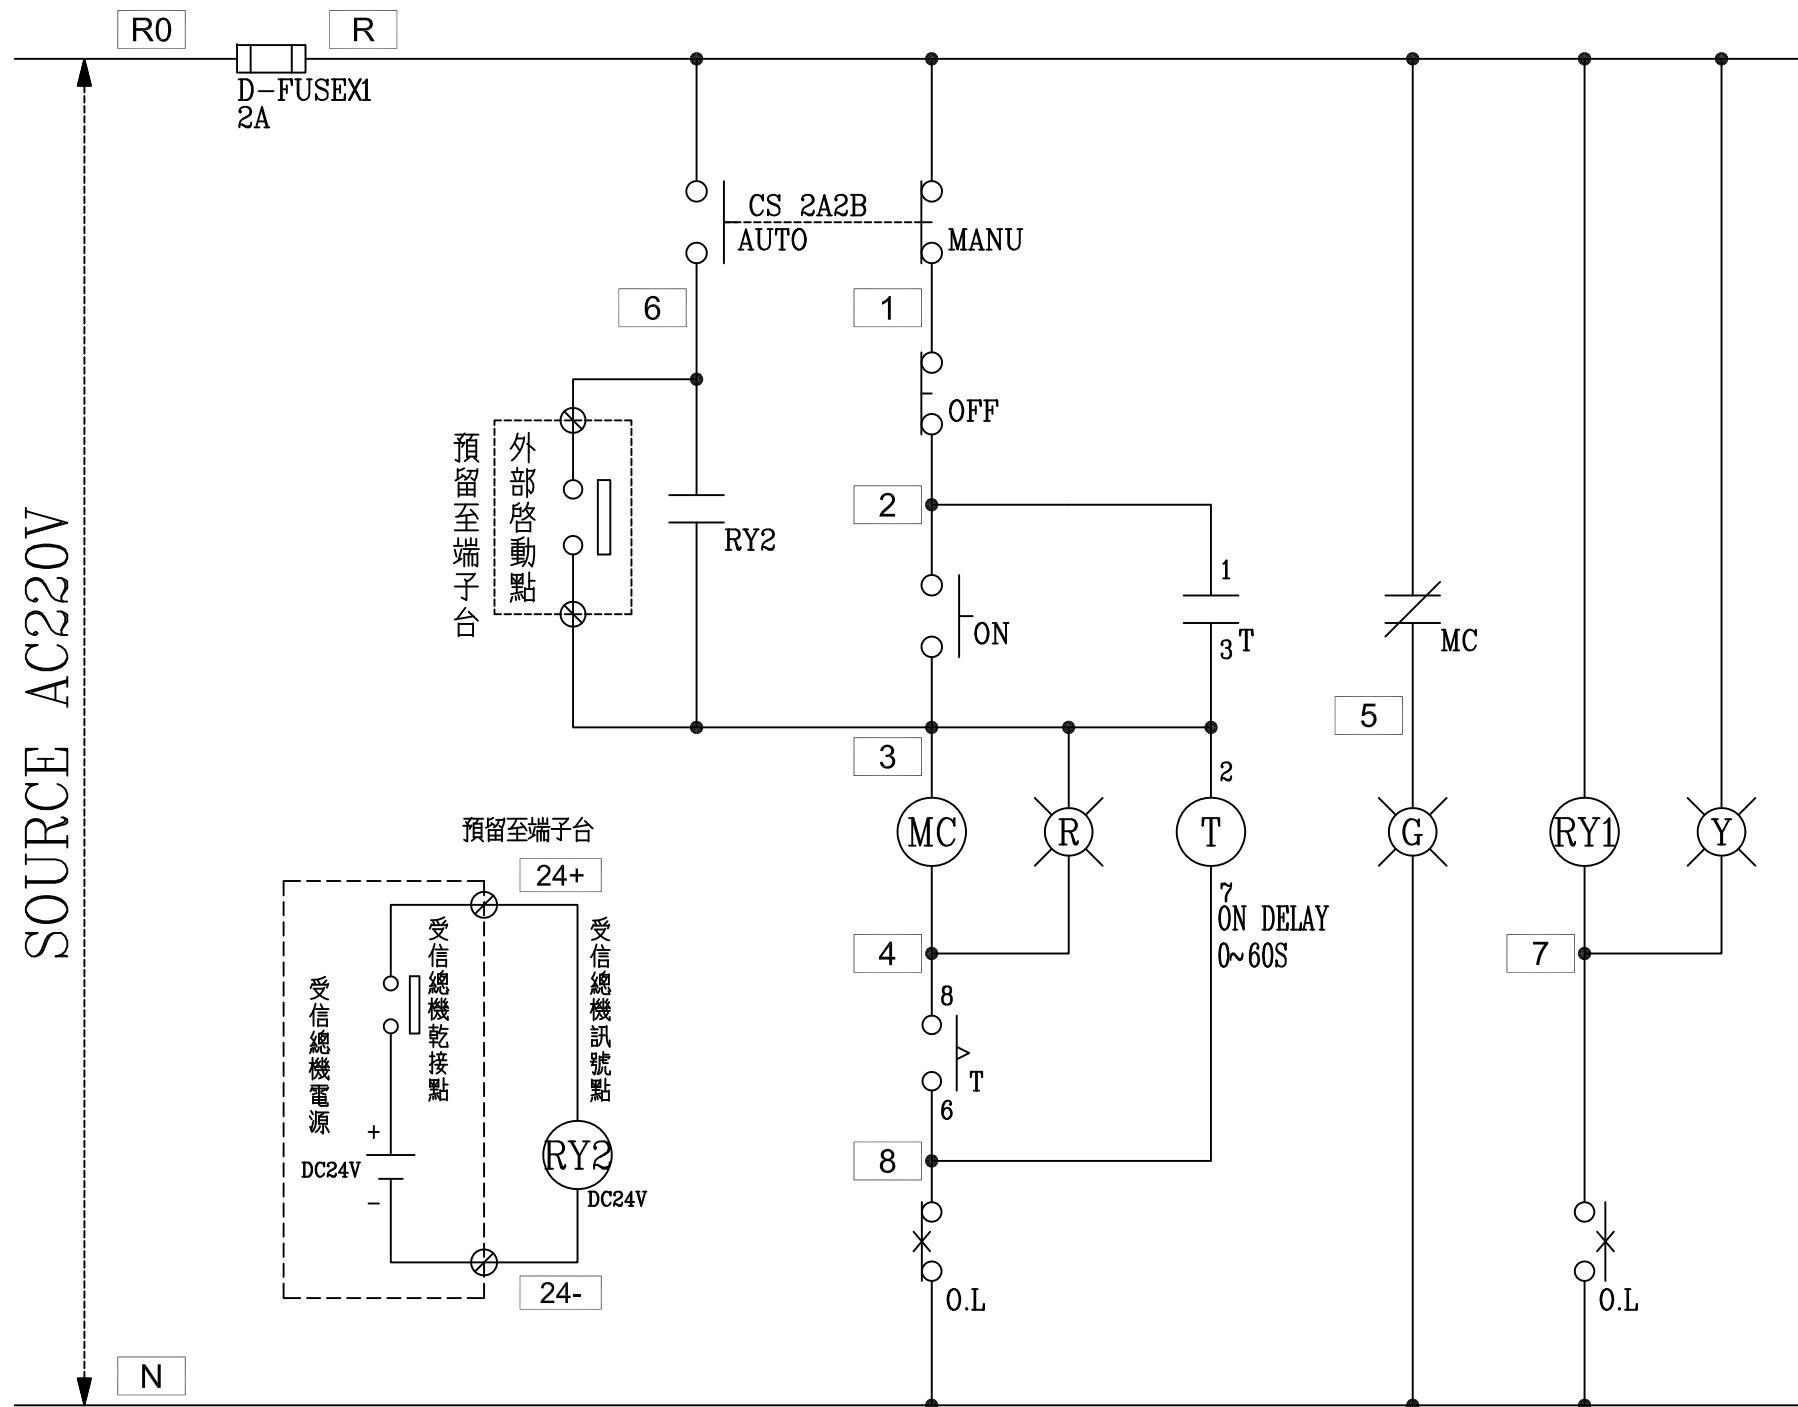 R0
R
D-FUSEX1
2A
SOURCE AC220V
CS 2A2B
AUTO
MANU
6
1
OFF
預留至端子台
外部啓動點
RY2
2
ON
1
3
T
MC
5
3
2
MC
R
T
G
RY1
Y
7
ON DELAY
0~60S
4
7
8
T
6
8
O.L
O.L
預留至端子台
24+
受信總機電源
受信總機乾接點
受信總機訊號點
+
DC24V
-
RY2
DC24V
24-
N